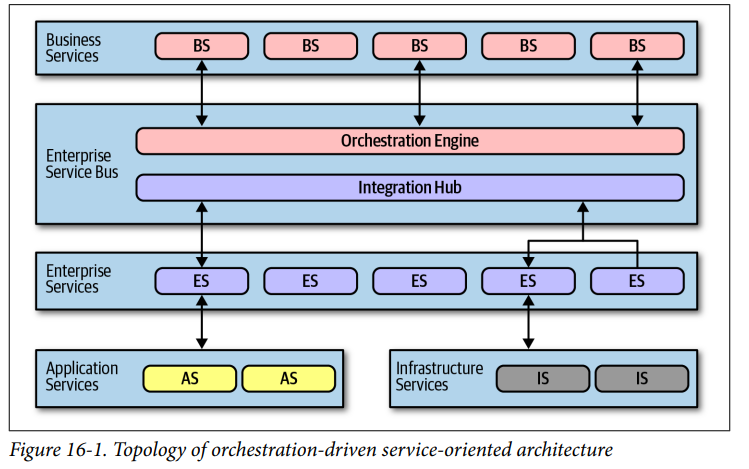 Business
Services
BS BS BS BS BS
Enterprise
Service Bus
Orchestration Engine
Integration Hub
Enterprise
Services
ES ES ES ES ES
Application
Services
AS AS
Infrastructure
Services
IS IS
Figure 16-1. Topology of orchestration-driven service-oriented architecture